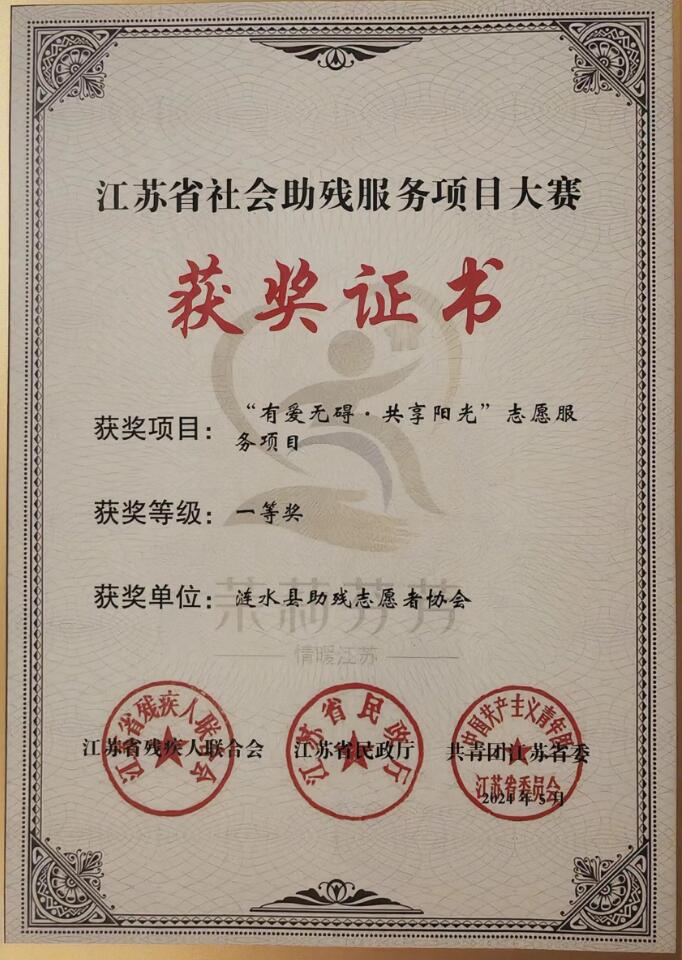 江苏省社会助残服务项目大赛
获奖证书
获奖项目：“有爱无碍·共享阳光”志愿服
务项目
获奖等级：一等奖
获奖单位：涟水县助残志愿者协会
茉莉芬芳
情暖江苏
江苏省残疾人联合会
江苏省民政厅
中国共产主义青年团
江苏省委员会
江苏省残疾人联合会 江苏省民政厅 共青团江苏省委
2024年5月